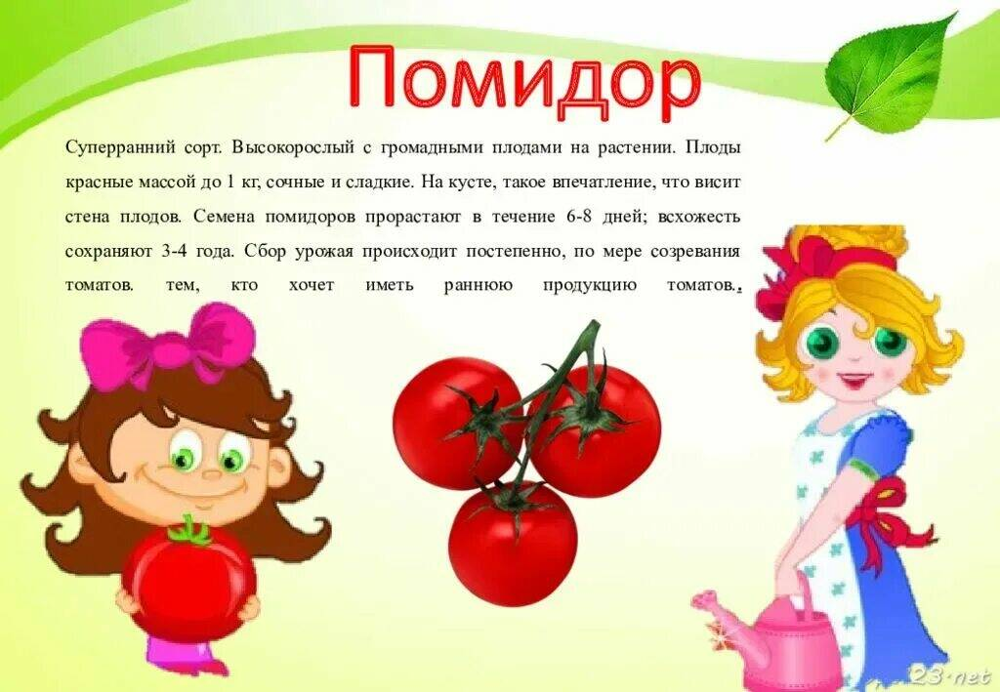 Помидор
Суперранний сорт. Высокорослый с громадными плодами на растении. Плоды
красные массой до 1 кг, сочные и сладкие. На кусте, такое впечатление, что висит
стена плодов. Семена помидоров прорастают в течение 6-8 дней; всхожесть
сохраняют 3-4 года. Сбор урожая происходит постепенно, по мере созревания
томатов. тем, кто хочет иметь раннюю продукцию томатов..
23·net